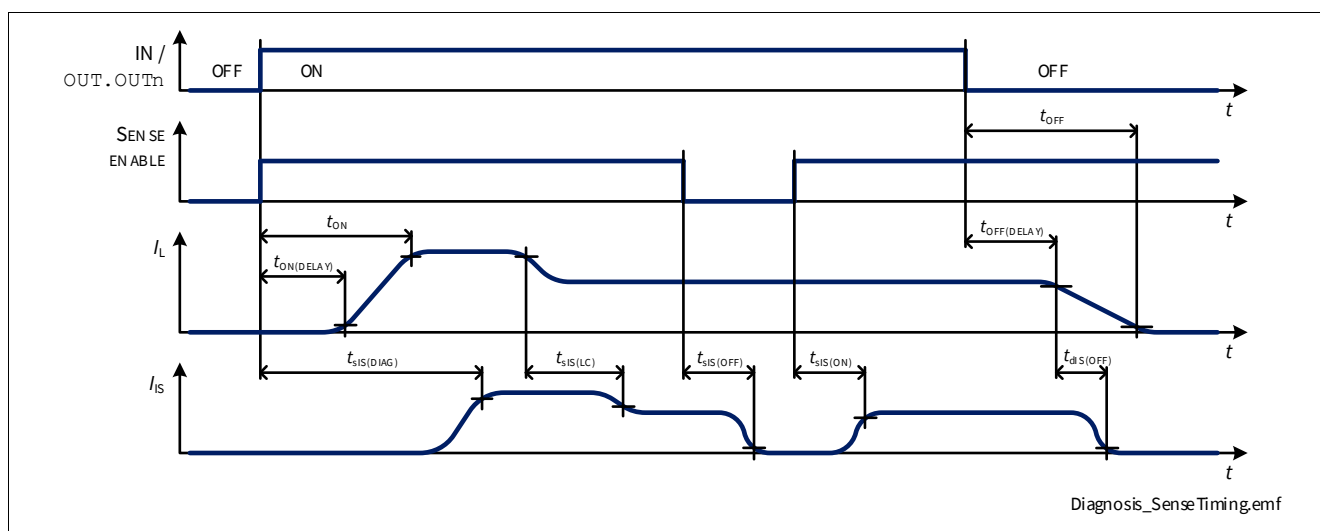 IN /
OUT.OUTn
OFF
ON
OFF
t
SENSE
ENABLE
tOFF
t
IL
tON
tON(DELAY)
tOFF(DELAY)
t
IIS
tsIS(DIAG)
tsIS(LC)
tsIS(OFF)
tsIS(ON)
tdIS(OFF)
t
Diagnosis_SenseTiming.emf